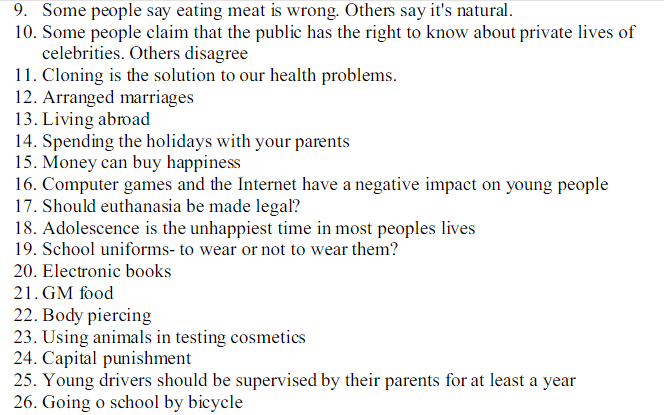 9. Some people say eating meat is wrong. Others say it's natural.
10. Some people claim that the public has the right to know about private lives of
celebrities. Others disagree
11. Cloning is the solution to our health problems.
12. Arranged marriages
13. Living abroad
14. Spending the holidays with your parents
15. Money can buy happiness
16. Computer games and the Internet have a negative impact on young people
17. Should euthanasia be made legal?
18. Adolescence is the unhappiest time in most peoples lives
19. School uniforms- to wear or not to wear them?
20. Electronic books
21. GM food
22. Body piercing
23. Using animals in testing cosmetics
24. Capital punishment
25. Young drivers should be supervised by their parents for at least a year
26. Going o school by bicycle